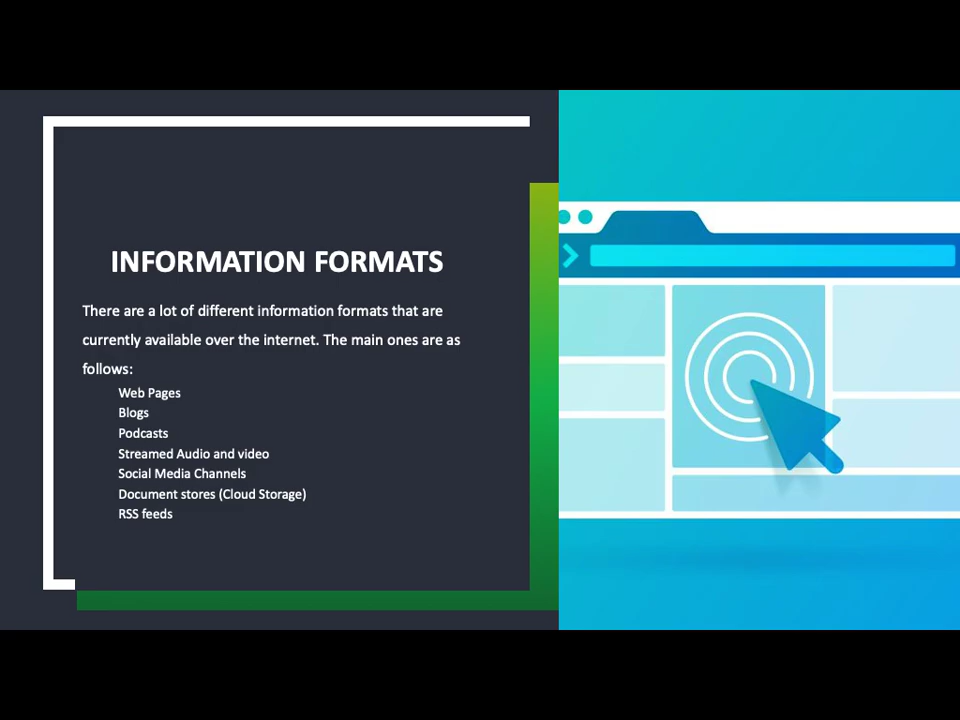 INFORMATION FORMATS
There are a lot of different information formats that are
currently available over the internet. The main ones are as
follows:
Web Pages
Blogs
Podcasts
Streamed Audio and video
Social Media Channels
Document stores (Cloud Storage)
RSS feeds